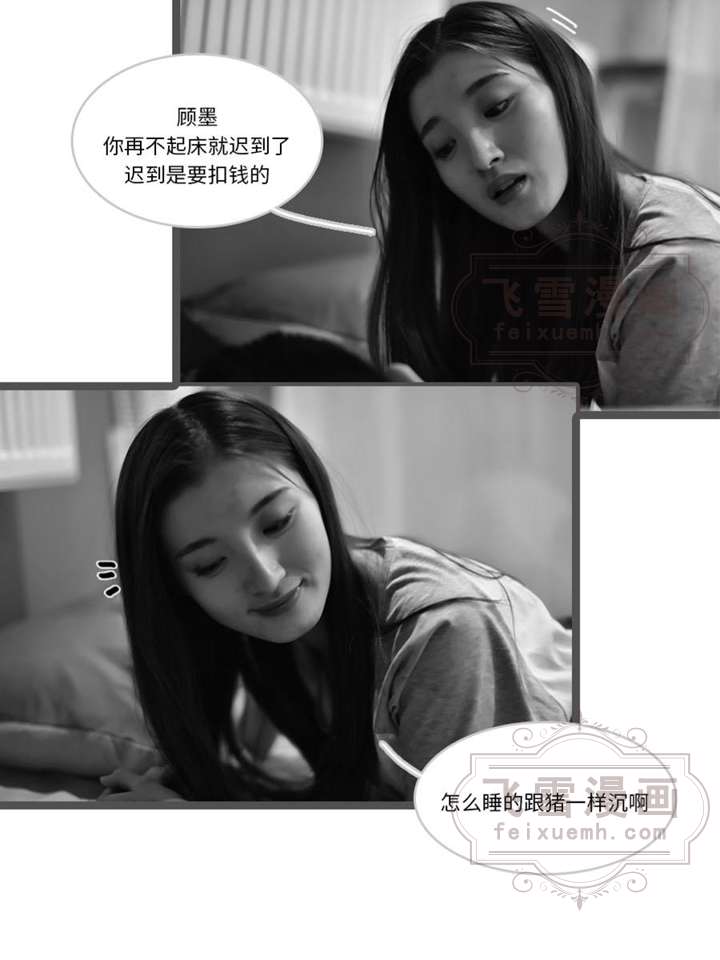 顾墨
你再不起床就迟到了
迟到是要扣钱的
飞雪漫画
feixuemh.com
怎么睡的跟猪一样沉啊
飞雪漫画
feixuemh.com